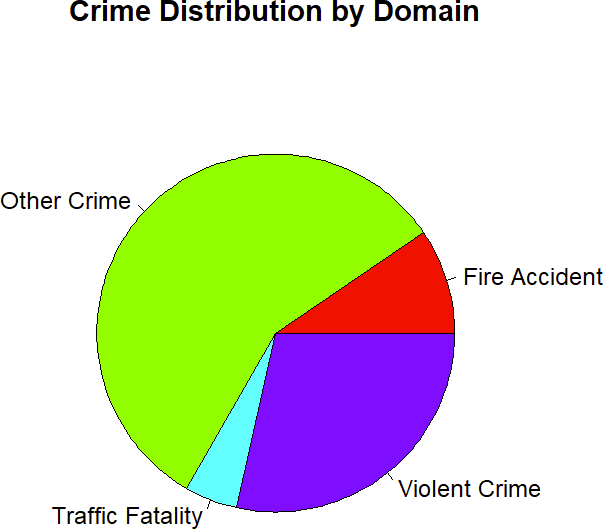 Crime Distribution by Domain
Other Crime
Fire Accident
Violent Crime
Traffic Fatality